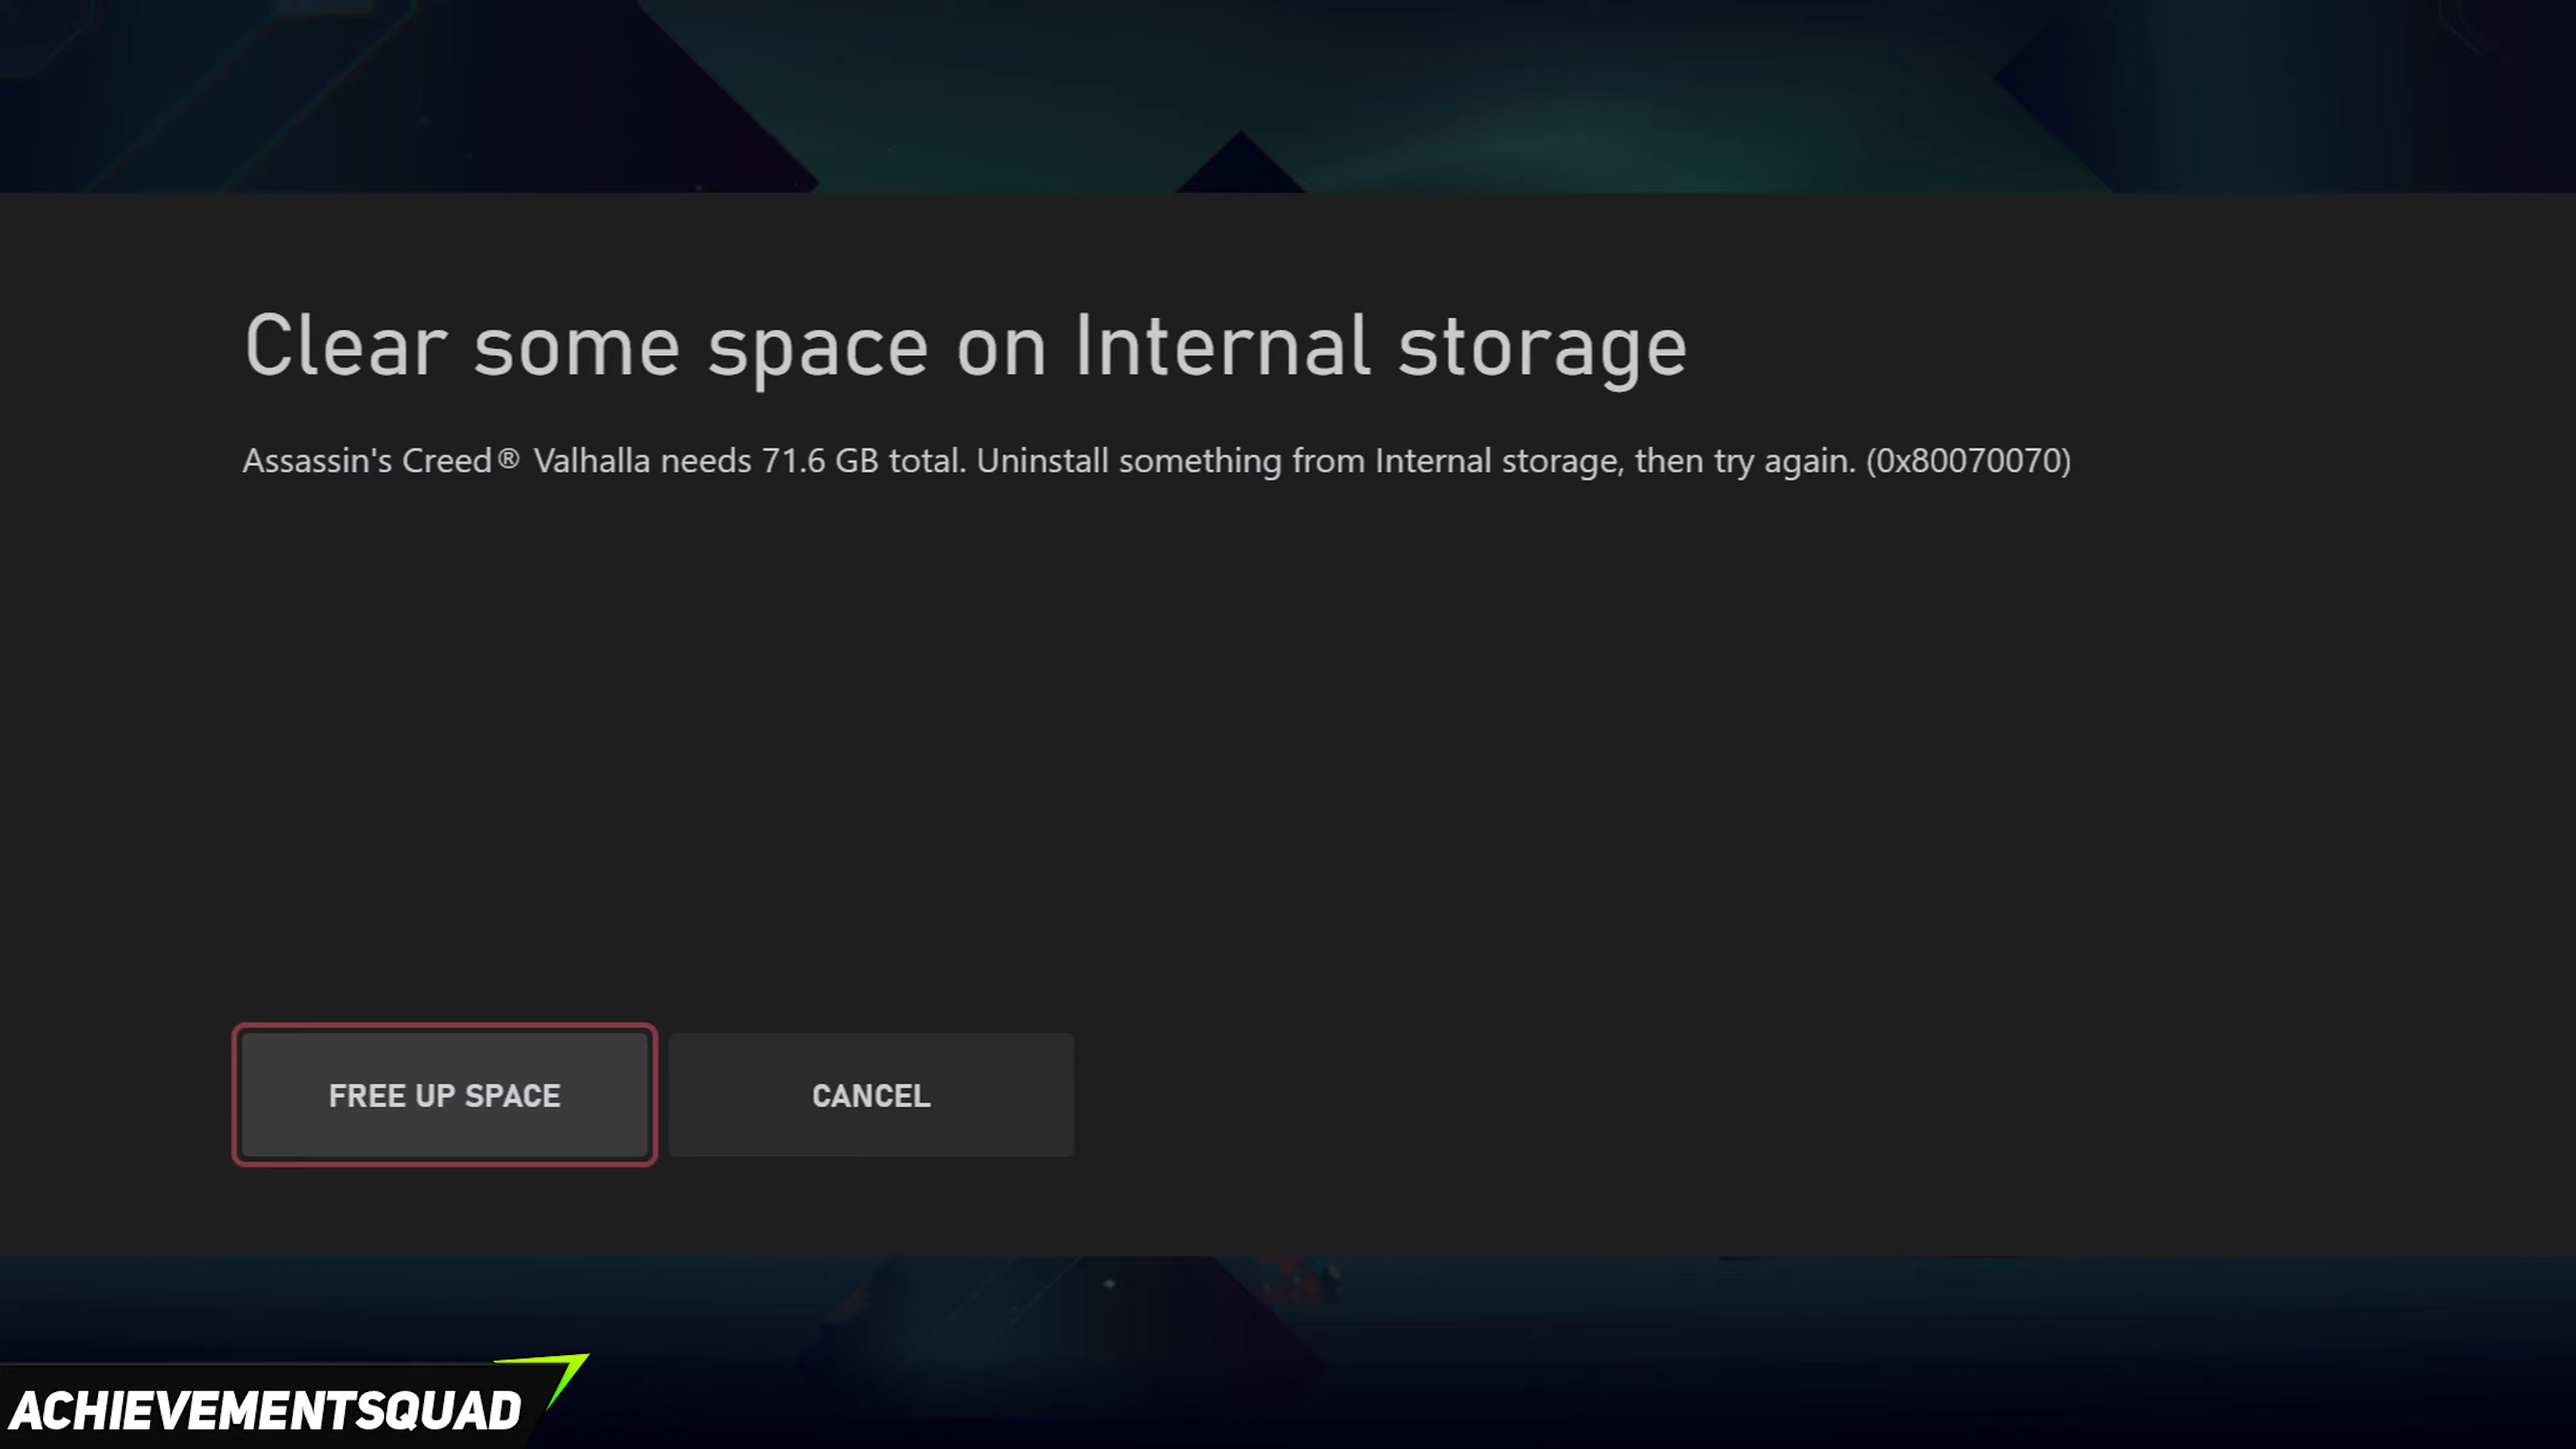 Clear some space on Internal storage
Assassin's Creed® Valhalla needs 71.6 GB total. Uninstall something from Internal storage, then try again. (0x80070070)
FREE UP SPACE
CANCEL
ACHIEVEMENTSQUAD